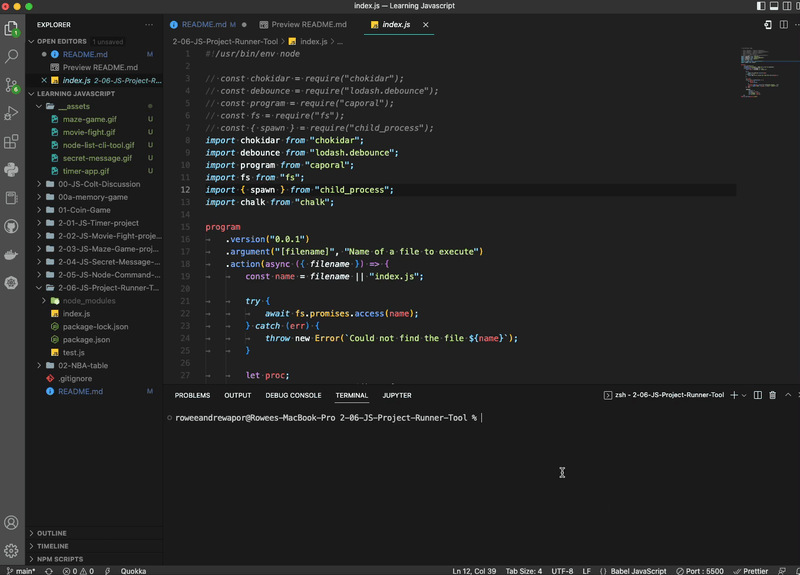 index.js — Learning Javascript
EXPLORER
OPEN EDITORS 1 unsaved
README.md M
Preview README.md
index.js 2-06-JS-Project-R...
LEARNING JAVASCRIPT
__assets
maze-game.gif U
movie-fight.gif U
node-list-cli-tool.gif U
secret-message.gif U
timer-app.gif U
00-JS-Colt-Discussion
00a-memory-game
01-Coin-Game
2-01-JS-Timer-project
2-02-JS-Movie-Fight-proje...
2-03-JS-Maze-Game-proj...
2-04-JS-Secret-Message-...
2-05-JS-Node-Command-...
2-06-JS-Project-Runner-T...
node_modules
index.js
package-lock.json
package.json
test.js
02-NBA-table
.gitignore
README.md
OUTLINE
TIMELINE
NPM SCRIPTS
README.md M
Preview README.md
index.js
2-06-JS-Project-Runner-Tool > index.js > ...
1 #!/usr/bin/env node
2
3 // const chokidar = require("chokidar");
4 // const debounce = require("lodash.debounce");
5 // const program = require("caporal");
6 // const fs = require("fs");
7 // const { spawn } = require("child_process");
8 import chokidar from "chokidar";
9 import debounce from "lodash.debounce";
10 import program from "caporal";
11 import fs from "fs";
12 import { spawn } from "child_process";
13 import chalk from "chalk";
14
15 program
16 .version("0.0.1")
17 .argument("[filename]", "Name of a file to execute")
18 .action(async ({ filename }) => {
19 const name = filename || "index.js";
20
21 try {
22 await fs.promises.access(name);
23 } catch (err) {
24 throw new Error(`Could not find the file ${name}`);
25 }
26
27 let proc;
PROBLEMS OUTPUT DEBUG CONSOLE TERMINAL JUPYTER
zsh - 2-06-JS-Project-Runner-Tool
roweeandrewapor@Rowees-MacBook-Pro 2-06-JS-Project-Runner-Tool %
main* 0 0 Quokka
Ln 12, Col 39 Tab Size: 4 UTF-8 LF {} Babel JavaScript Port : 5500 Prettier